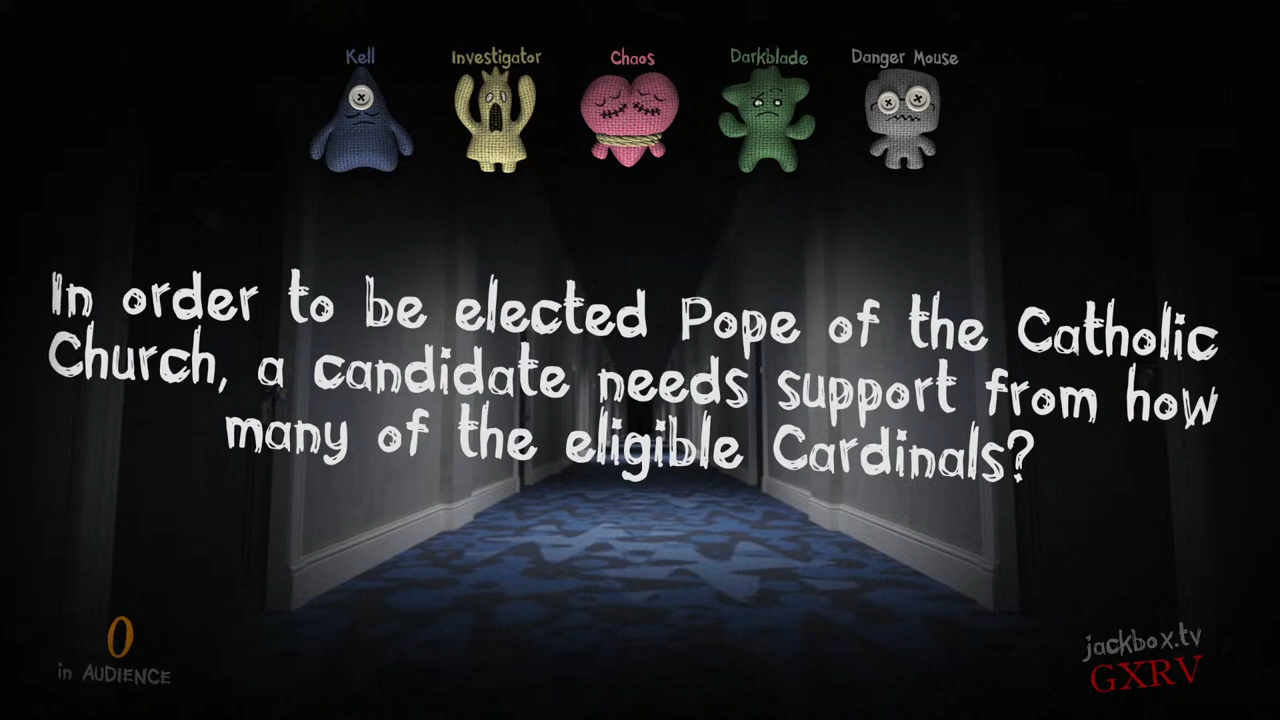 Kell Investigator Chaos Darkblade Danger Mouse
In order to be elected Pope of the Catholic
Church, a candidate needs support from how
many of the eligible Cardinals?
0
in AUDIENCE
jackbox.tv
GXRV